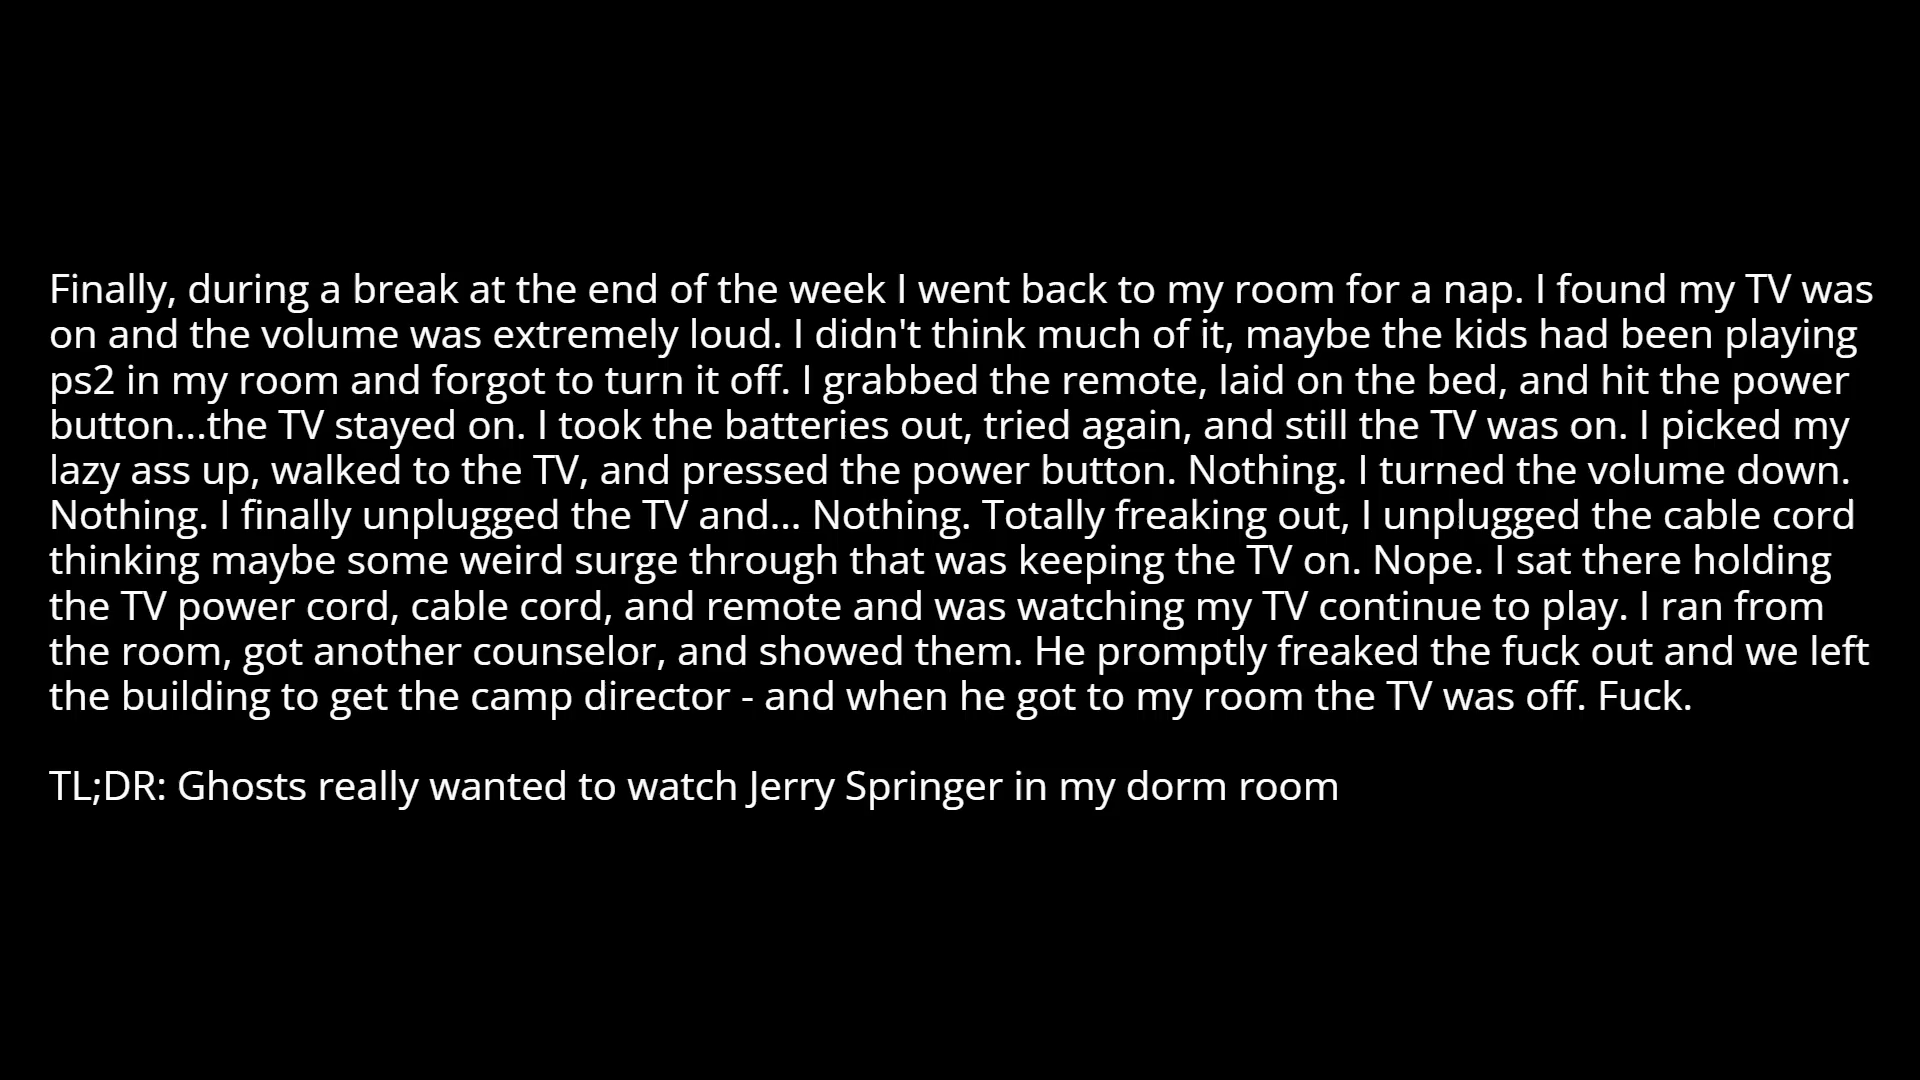 Finally, during a break at the end of the week I went back to my room for a nap. I found my TV was
on and the volume was extremely loud. I didn't think much of it, maybe the kids had been playing
ps2 in my room and forgot to turn it off. I grabbed the remote, laid on the bed, and hit the power
button...the TV stayed on. I took the batteries out, tried again, and still the TV was on. I picked my
lazy ass up, walked to the TV, and pressed the power button. Nothing. I turned the volume down.
Nothing. I finally unplugged the TV and... Nothing. Totally freaking out, I unplugged the cable cord
thinking maybe some weird surge through that was keeping the TV on. Nope. I sat there holding
the TV power cord, cable cord, and remote and was watching my TV continue to play. I ran from
the room, got another counselor, and showed them. He promptly freaked the fuck out and we left
the building to get the camp director - and when he got to my room the TV was off. Fuck.
TL;DR: Ghosts really wanted to watch Jerry Springer in my dorm room